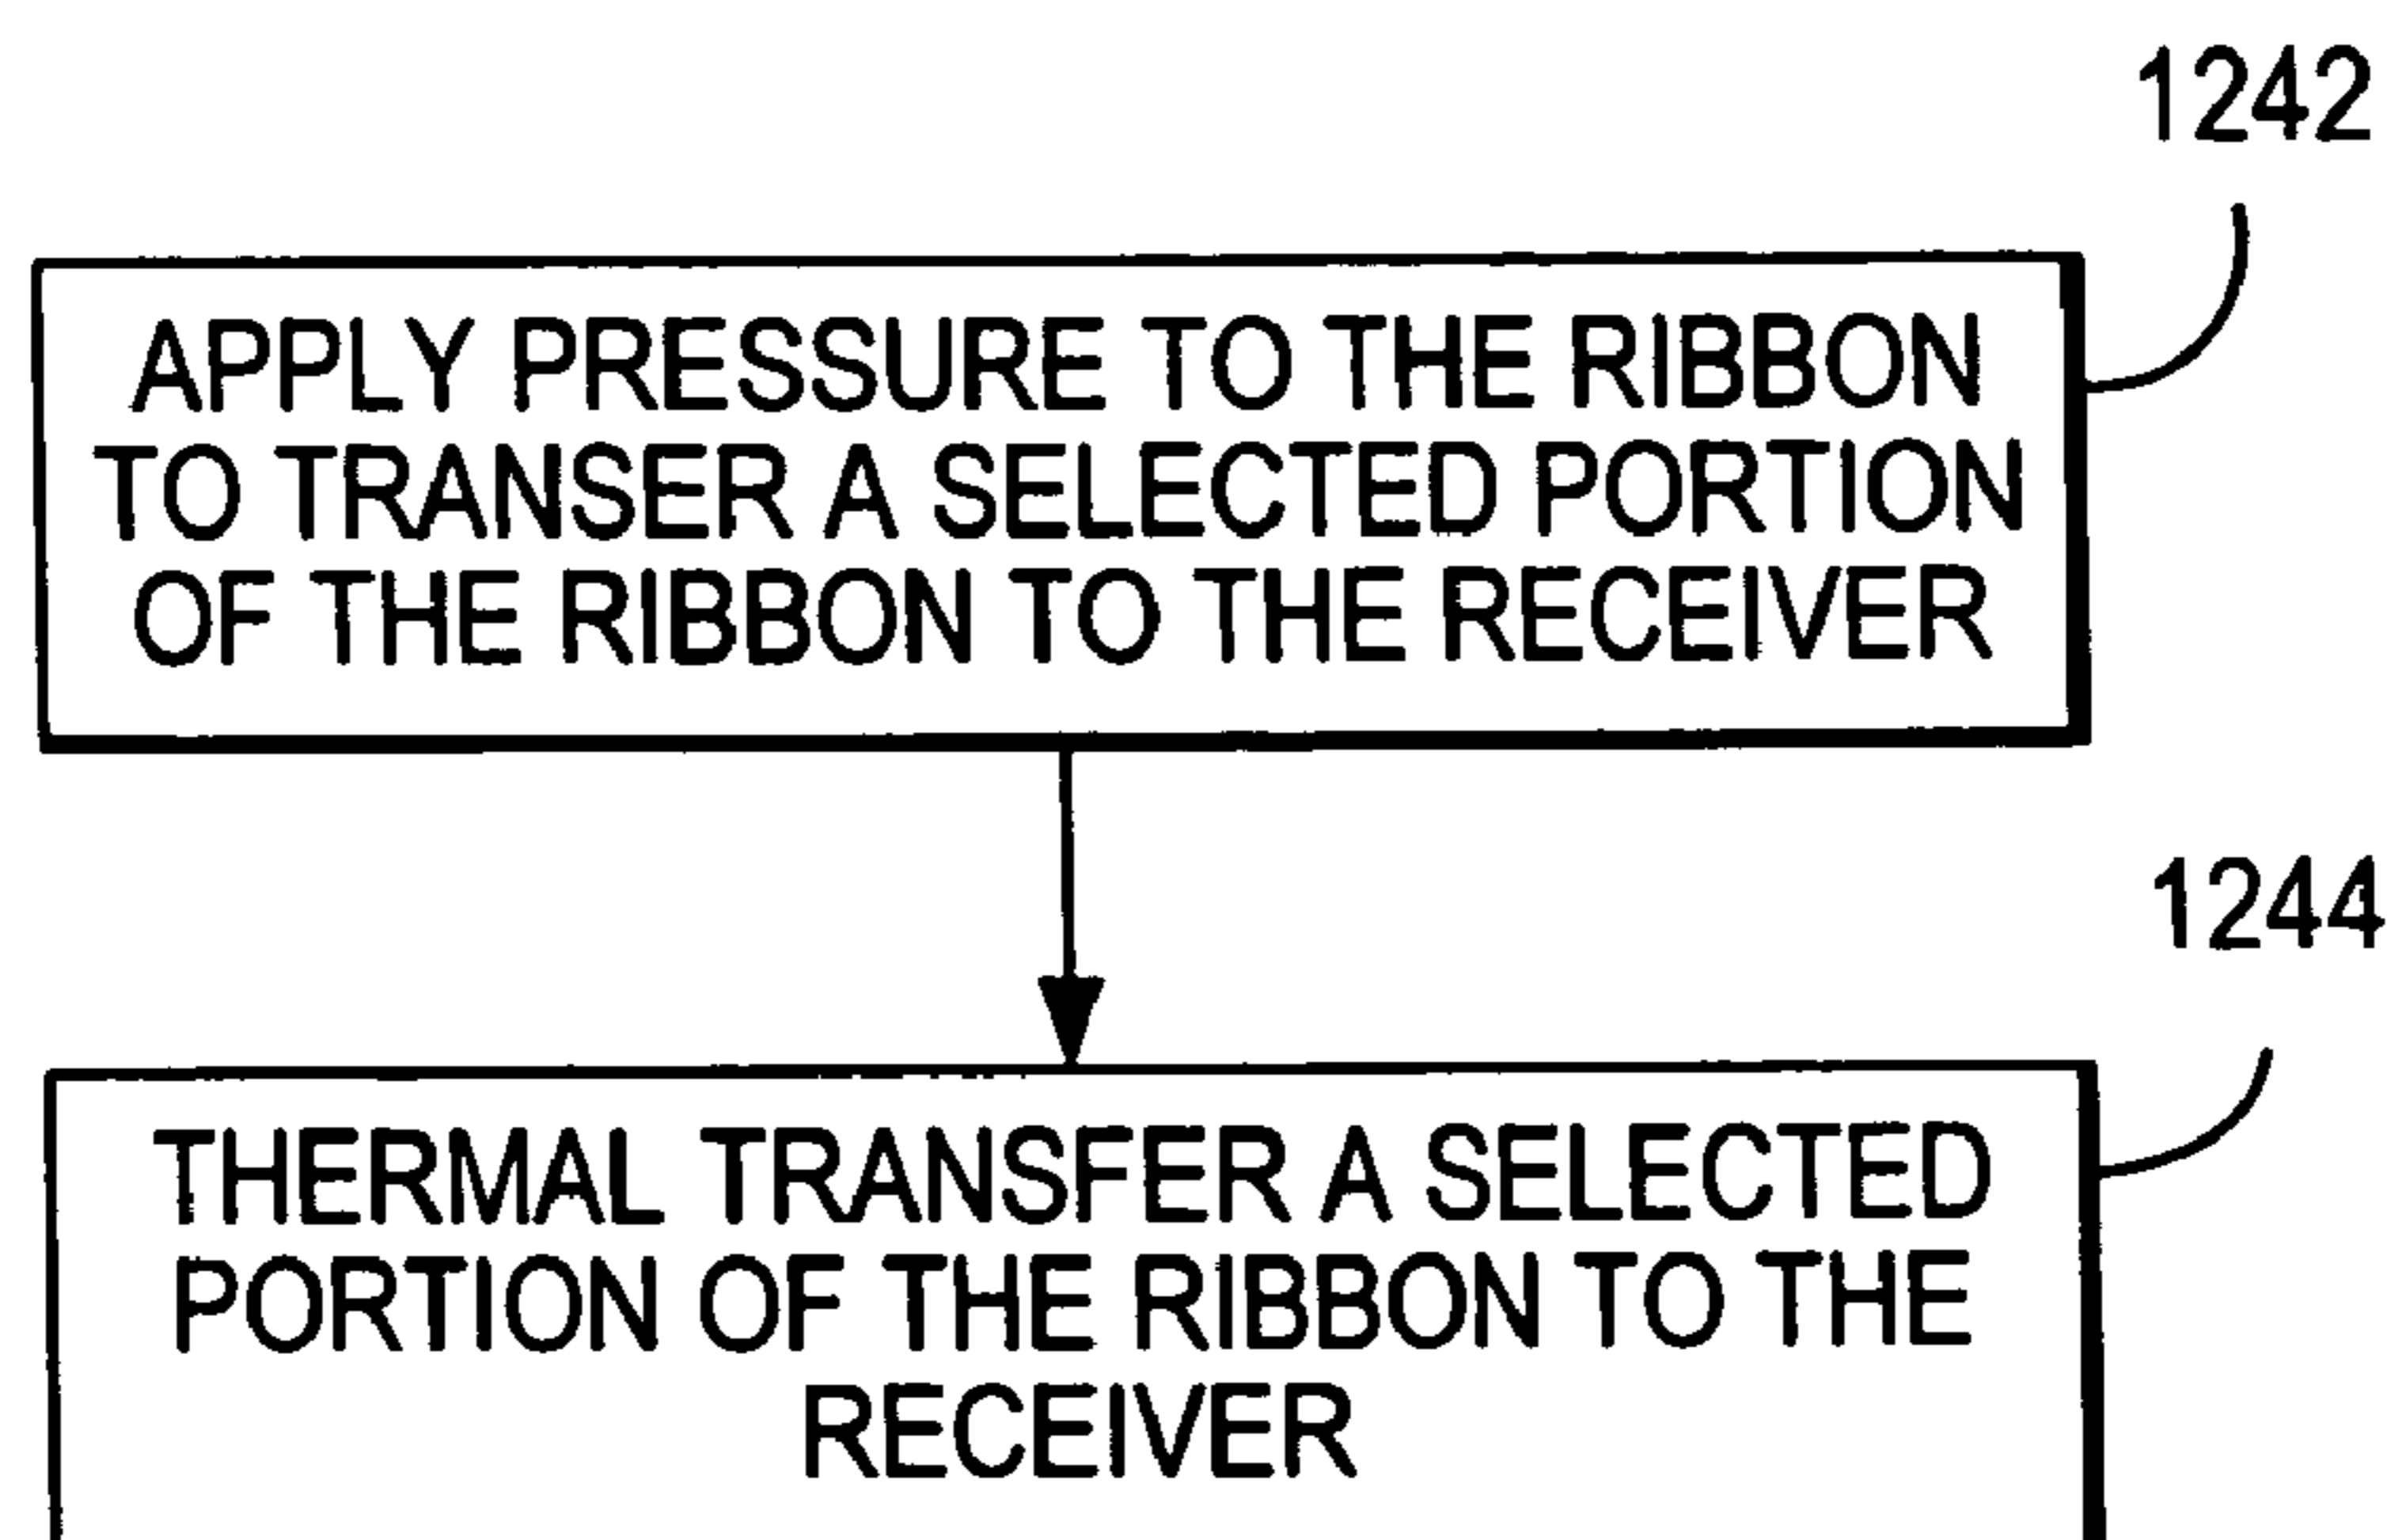 1242
APPLY PRESSURE TO THE RIBBON
TO TRANSER A SELECTED PORTION
OF THE RIBBON TO THE RECEIVER
1244
THERMAL TRANSFER A SELECTED
PORTION OF THE RIBBON TO THE
RECEIVER